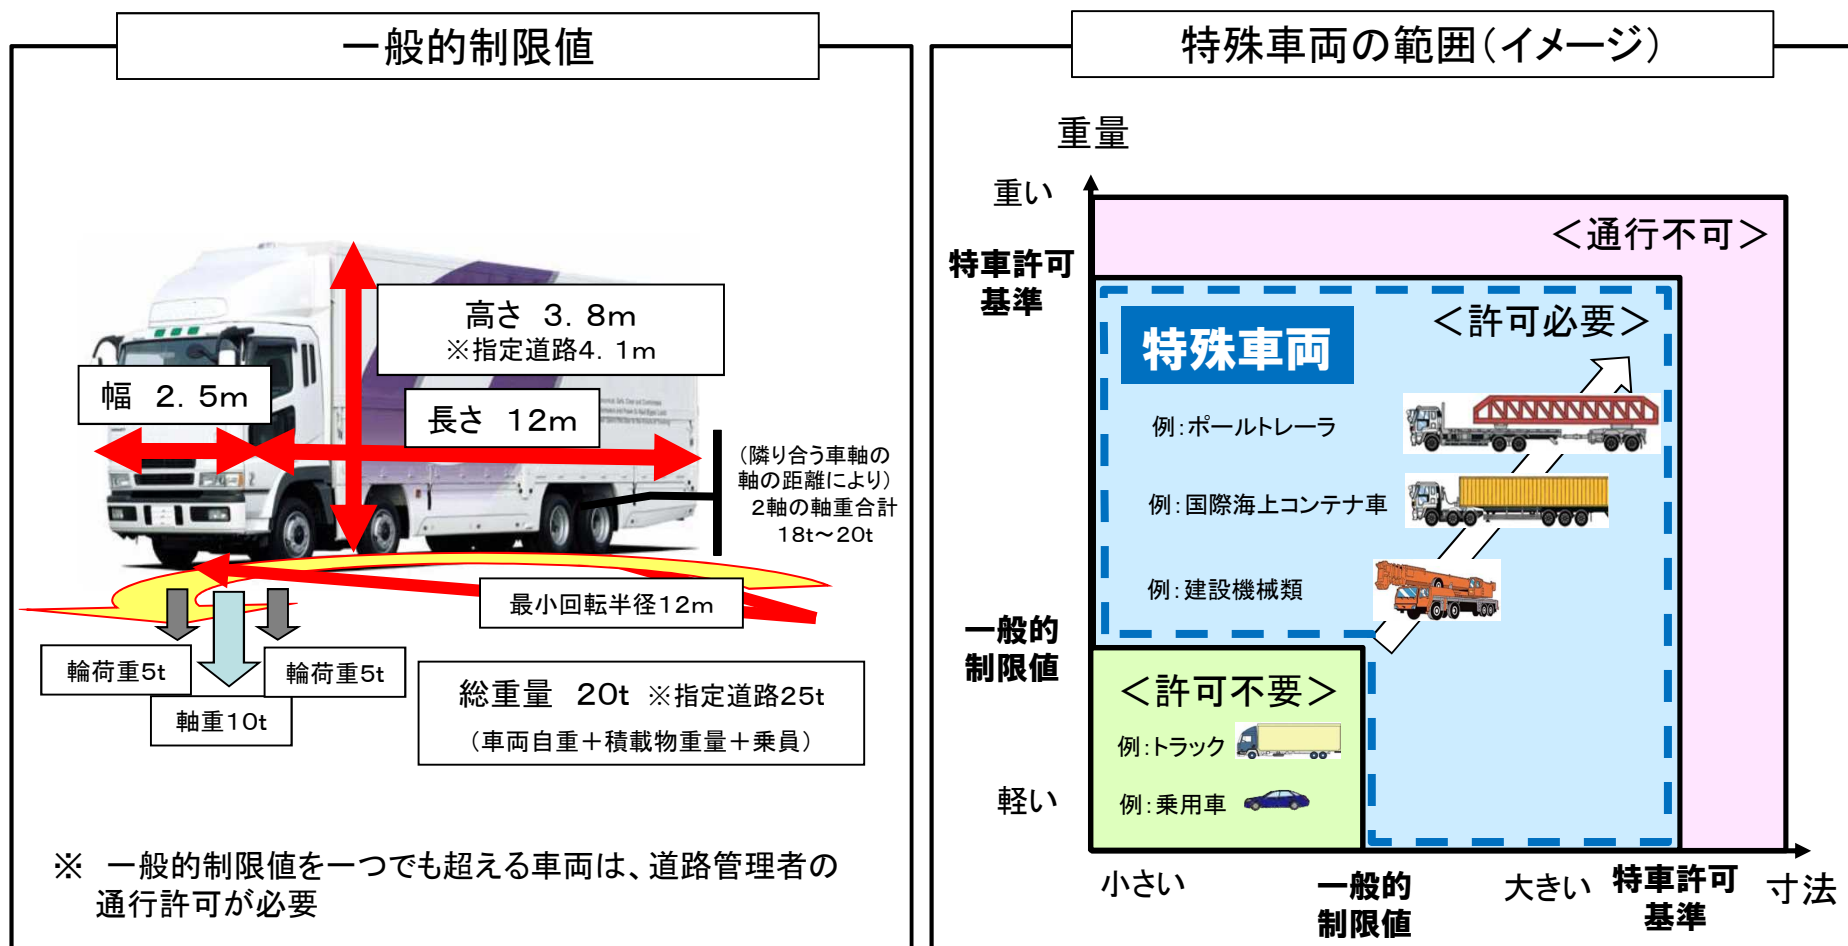 一般的制限値
高さ　3．8m
※指定道路4．1m
幅　2．5m
長さ　12m
（隣り合う車軸の
軸の距離により）
2軸の軸重合計
18t～20t
最小回転半径12m
輪荷重5t
輪荷重5t
軸重10t
総重量　20t　※指定道路25t
（車両自重＋積載物重量＋乗員）
※　一般的制限値を一つでも超える車両は、道路管理者の
通行許可が必要
特殊車両の範囲（イメージ）
重量
重い
＜通行不可＞
特車許可
基準
＜許可必要＞
特殊車両
例：ポールトレーラ
例：国際海上コンテナ車
例：建設機械類
一般的
制限値
＜許可不要＞
例：トラック
例：乗用車
軽い
小さい
一般的
制限値
大きい
特車許可
基準
寸法